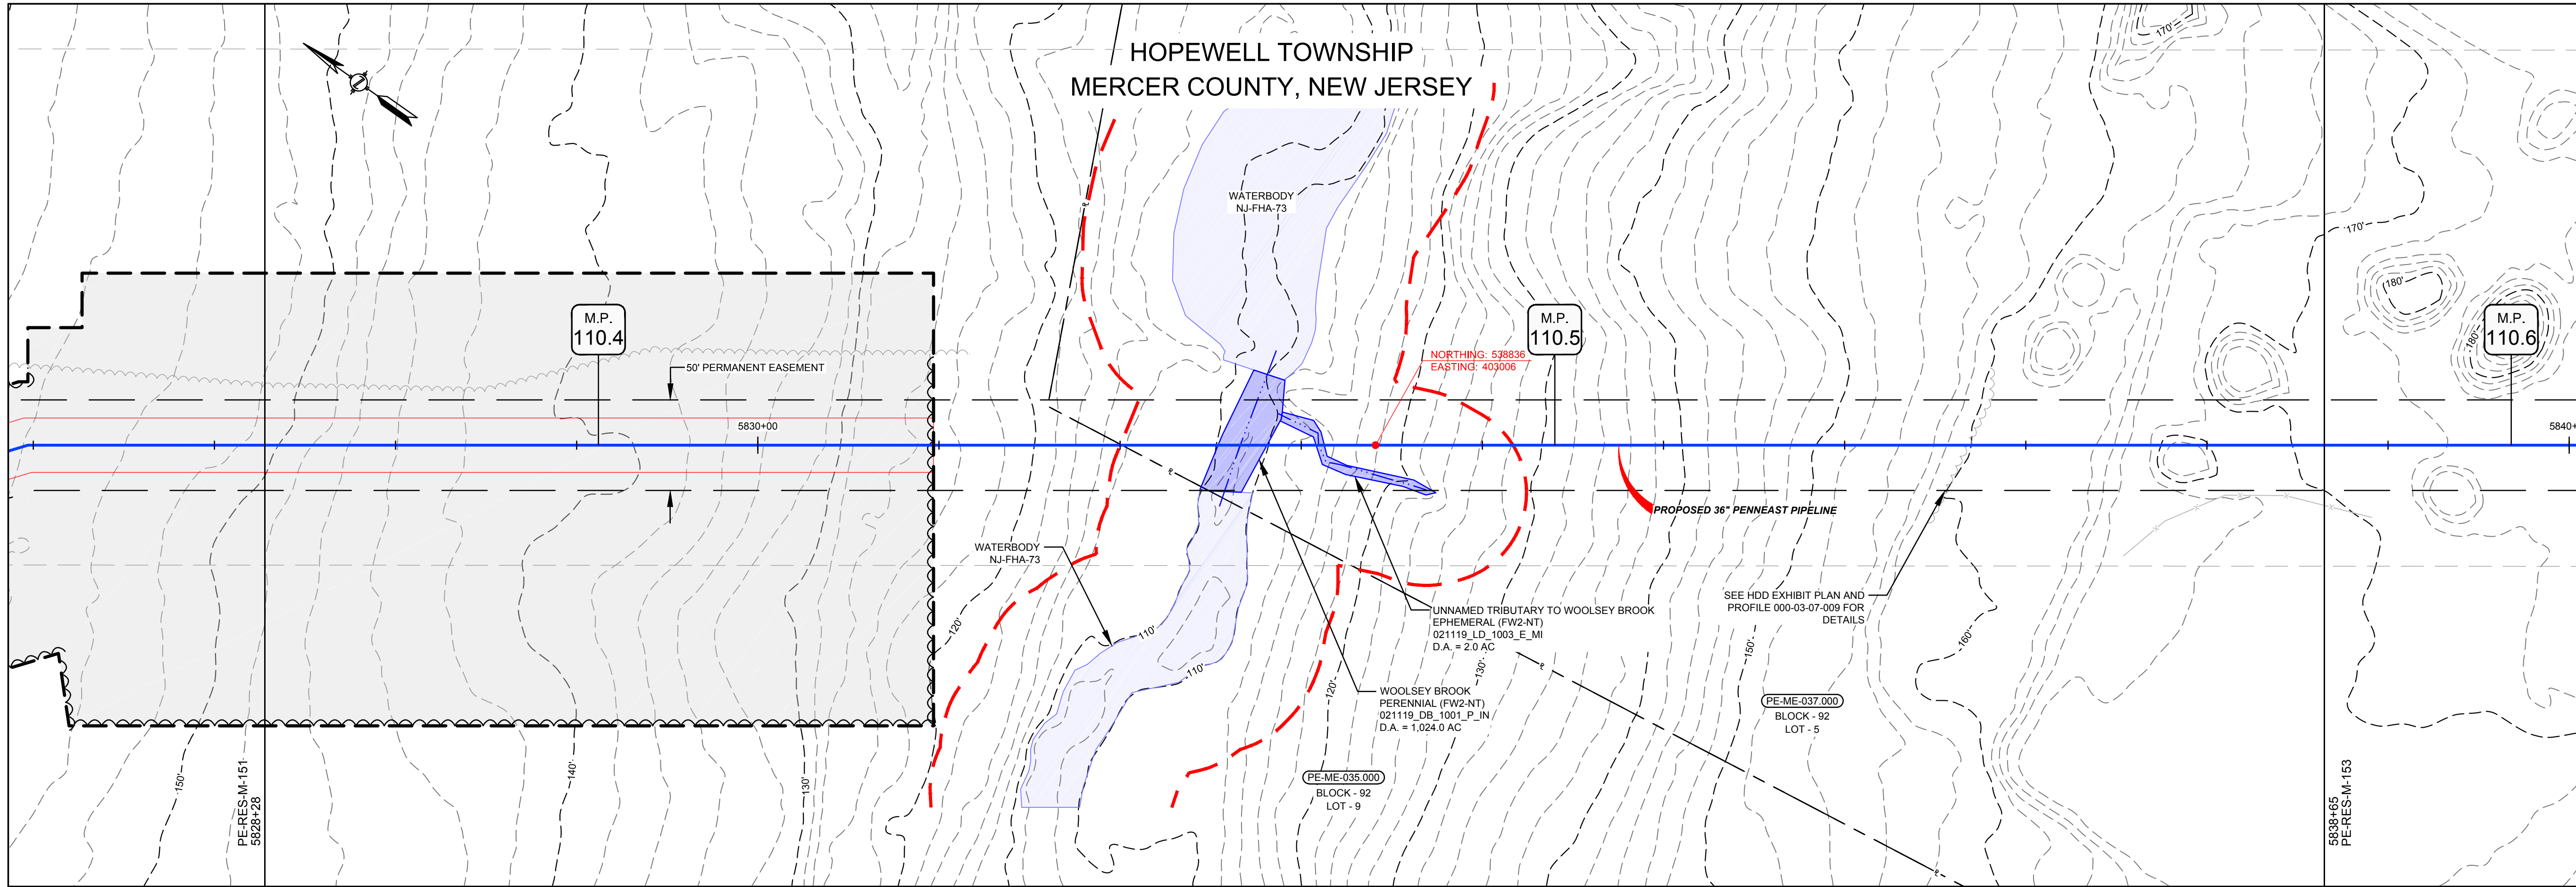 HOPEWELL TOWNSHIP
MERCER COUNTY, NEW JERSEY
170'
WATERBODY
NJ-FHA-73
170'
180'
180'
M.P.
110.4
M.P.
110.5
M.P.
110.6
50' PERMANENT EASEMENT
NORTHING: 538836
EASTING: 403006
5830+00
5840+
PROPOSED 36" PENNEAST PIPELINE
WATERBODY
NJ-FHA-73
UNNAMED TRIBUTARY TO WOOLSEY BROOK
EPHEMERAL (FW2-NT)
021119_LD_1003_E_MI
D.A. = 2.0 AC
SEE HDD EXHIBIT PLAN AND
PROFILE 000-03-07-009 FOR
DETAILS
120'
110'
110'
130'
150'
160'
WOOLSEY BROOK
PERENNIAL (FW2-NT)
021119_DB_1001_P_IN
D.A. = 1,024.0 AC
120'
PE-ME-037.000
BLOCK - 92
LOT - 5
PE-ME-035.000
BLOCK - 92
LOT - 9
150'
140'
130'
PE-RES-M-151
5828+28
5838+65
PE-RES-M-153